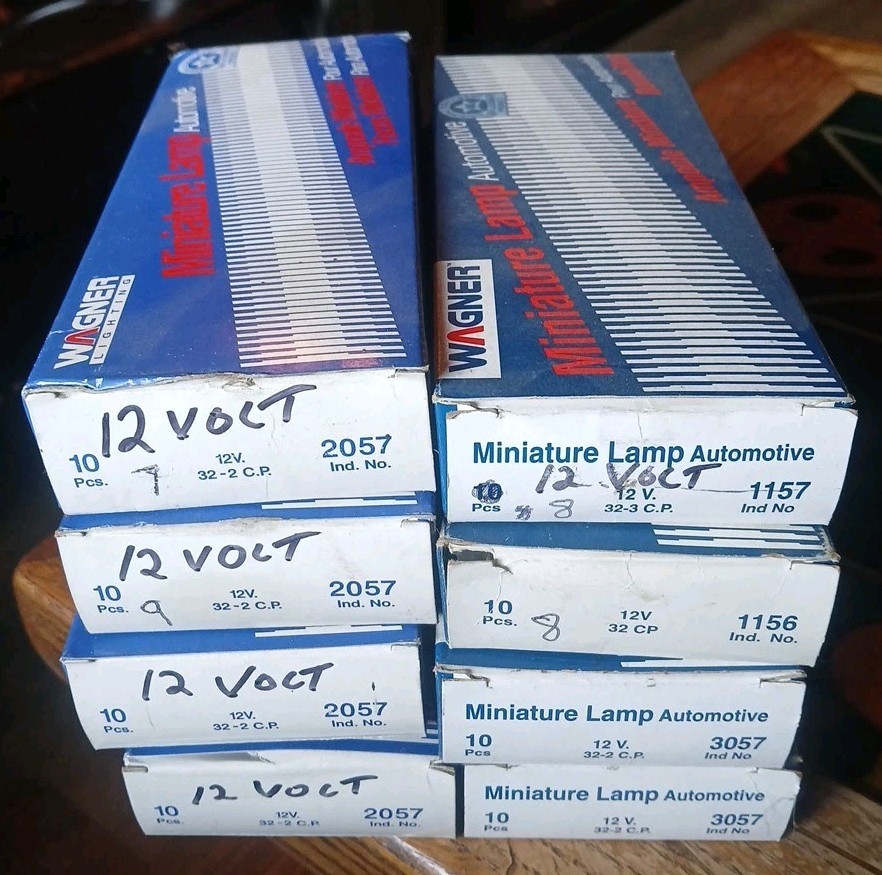 WAGNER
LIGHTING
Miniature Lamp Automotive
12 VOLT
10
Pcs.
7
12V.
32-2 C.P.
2057
Ind. No.
12 VOLT
10
Pcs.
9
12V.
32-2 C.P.
2057
Ind. No.
12 VOLT
10
Pcs.
12V.
32-2 C.P.
2057
Ind. No.
12 VOLT
10
Pcs.
12V.
32-2 C.P.
2057
Ind. No.
WAGNER
Miniature Lamp Automotive
Miniature Lamp Automotive
12 VOLT
Pcs
8
12 V.
32-3 C.P.
1157
Ind No
10
Pcs.
8
12V
32 CP
1156
Ind. No.
Miniature Lamp Automotive
10
Pcs
12 V.
32-2 C.P.
3057
Ind No
Miniature Lamp Automotive
10
Pcs
12 V.
32-2 C.P.
3057
Ind No